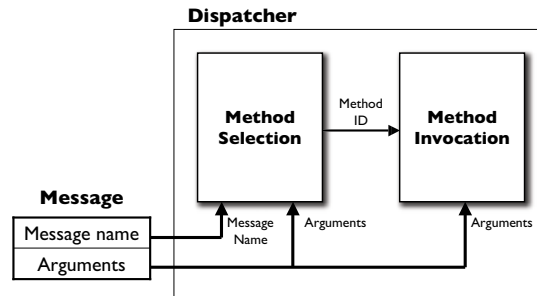 Dispatcher
Method
Selection
Method
ID
Method
Invocation
Message
Message name
Arguments
Message
Name
Arguments
Arguments